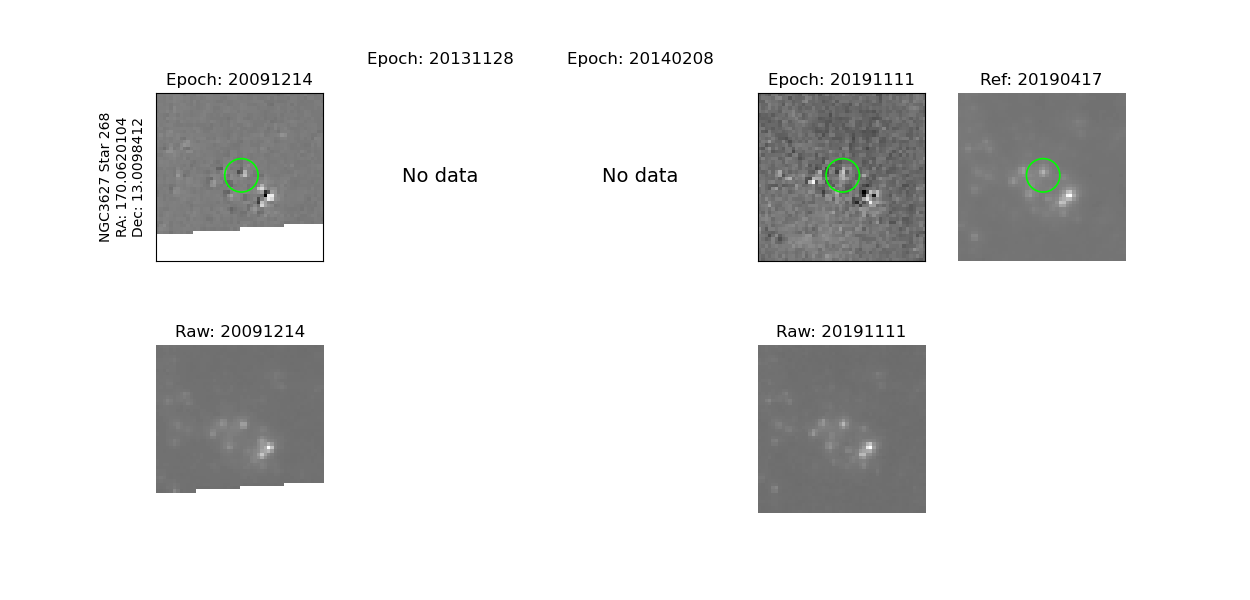 Epoch: 20131128
Epoch: 20140208
Epoch: 20091214
Epoch: 20191111
Ref: 20190417
NGC3627 Star 268
RA: 170.0620104
Dec: 13.0098412
No data
No data
Raw: 20091214
Raw: 20191111